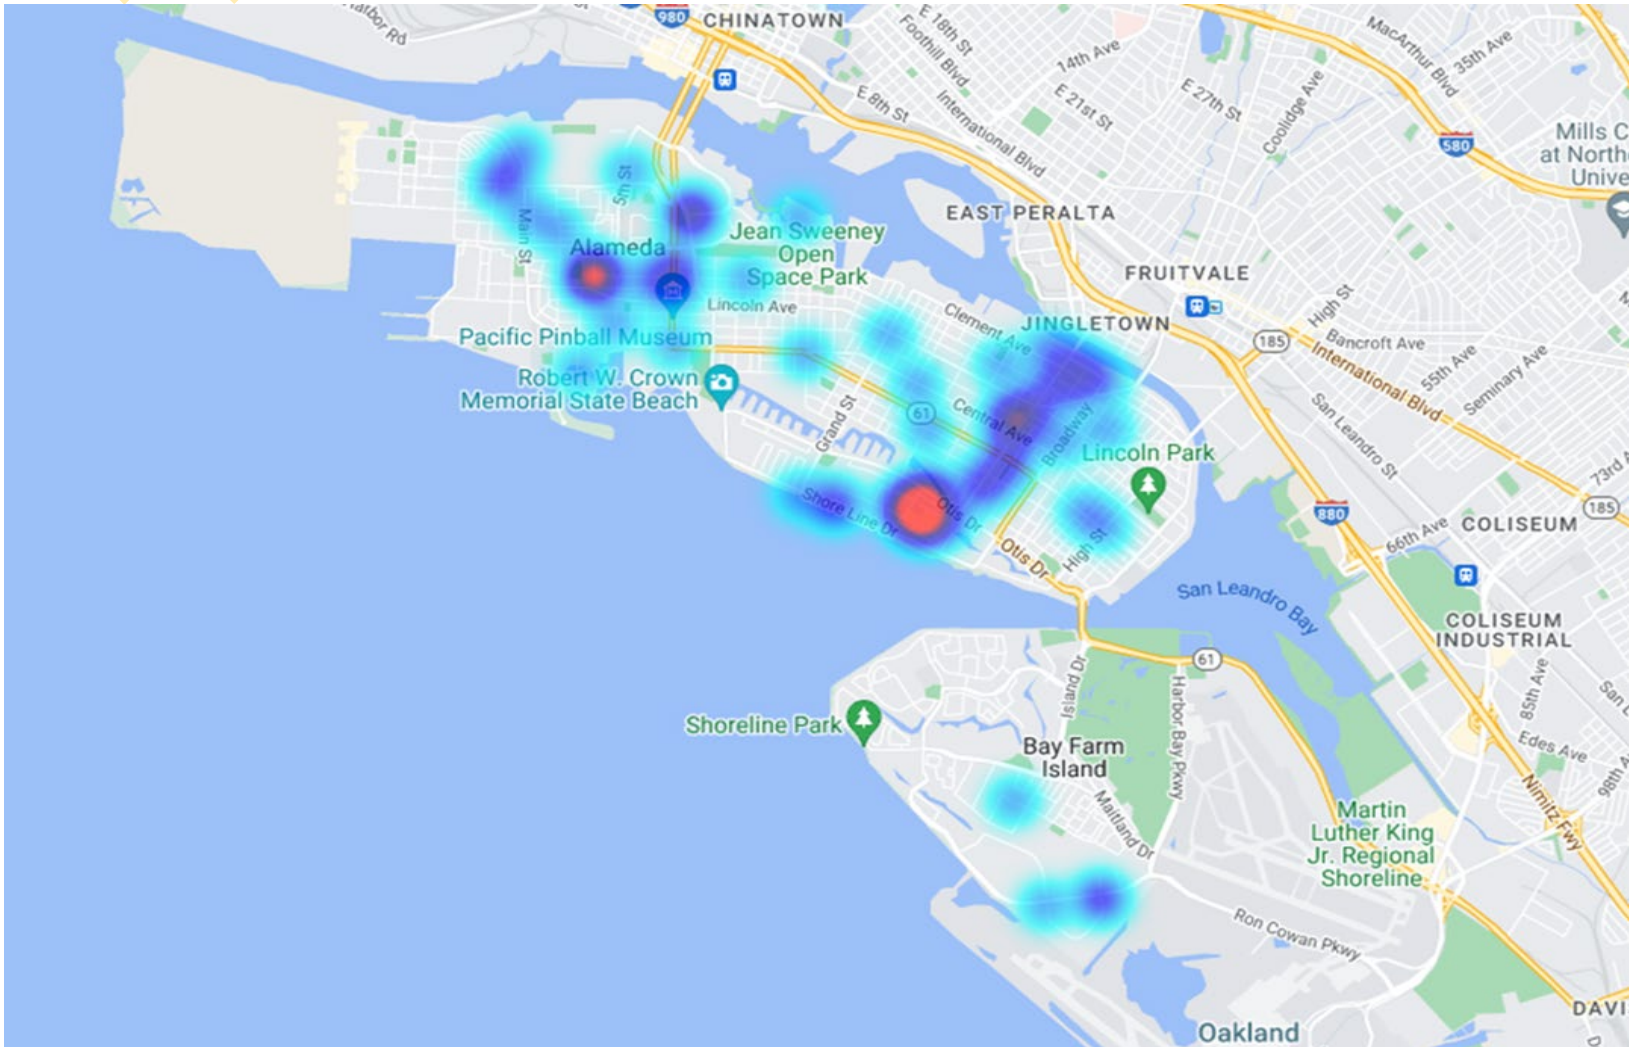 Harbor Rd
980
CHINATOWN
E 18th St
Foothill Blvd
14th Ave
MacArthur Blvd
35th Ave
E 8th St
International Blvd
E 21st St
E 27th St
Coolidge Ave
580
Mills C
at North
Unive
5th St
Main St
Alameda
Jean Sweeney
Open
Space Park
EAST PERALTA
FRUITVALE
Lincoln Ave
Clement Ave
JINGLETOWN
High St
185
Bancroft Ave
Pacific Pinball Museum
International Blvd
55th Ave
Seminary Ave
Robert W. Crown
Memorial State Beach
Grand St
61
Central Ave
Broadway
San Leandro St
Lincoln Park
73rd A
185
Shore Line Dr
Otis Dr
880
COLISEUM
66th Ave
Otis Dr
High St
San Leandro Bay
COLISEUM
INDUSTRIAL
61
Island Dr
Harbor Bay Pkwy
85th Ave
San L
Shoreline Park
Bay Farm
Island
Edes Ave
98th A
Nimitz Fwy
Maitland Dr
Martin
Luther King
Jr. Regional
Shoreline
Ron Cowan Pkwy
DAVI
Oakland